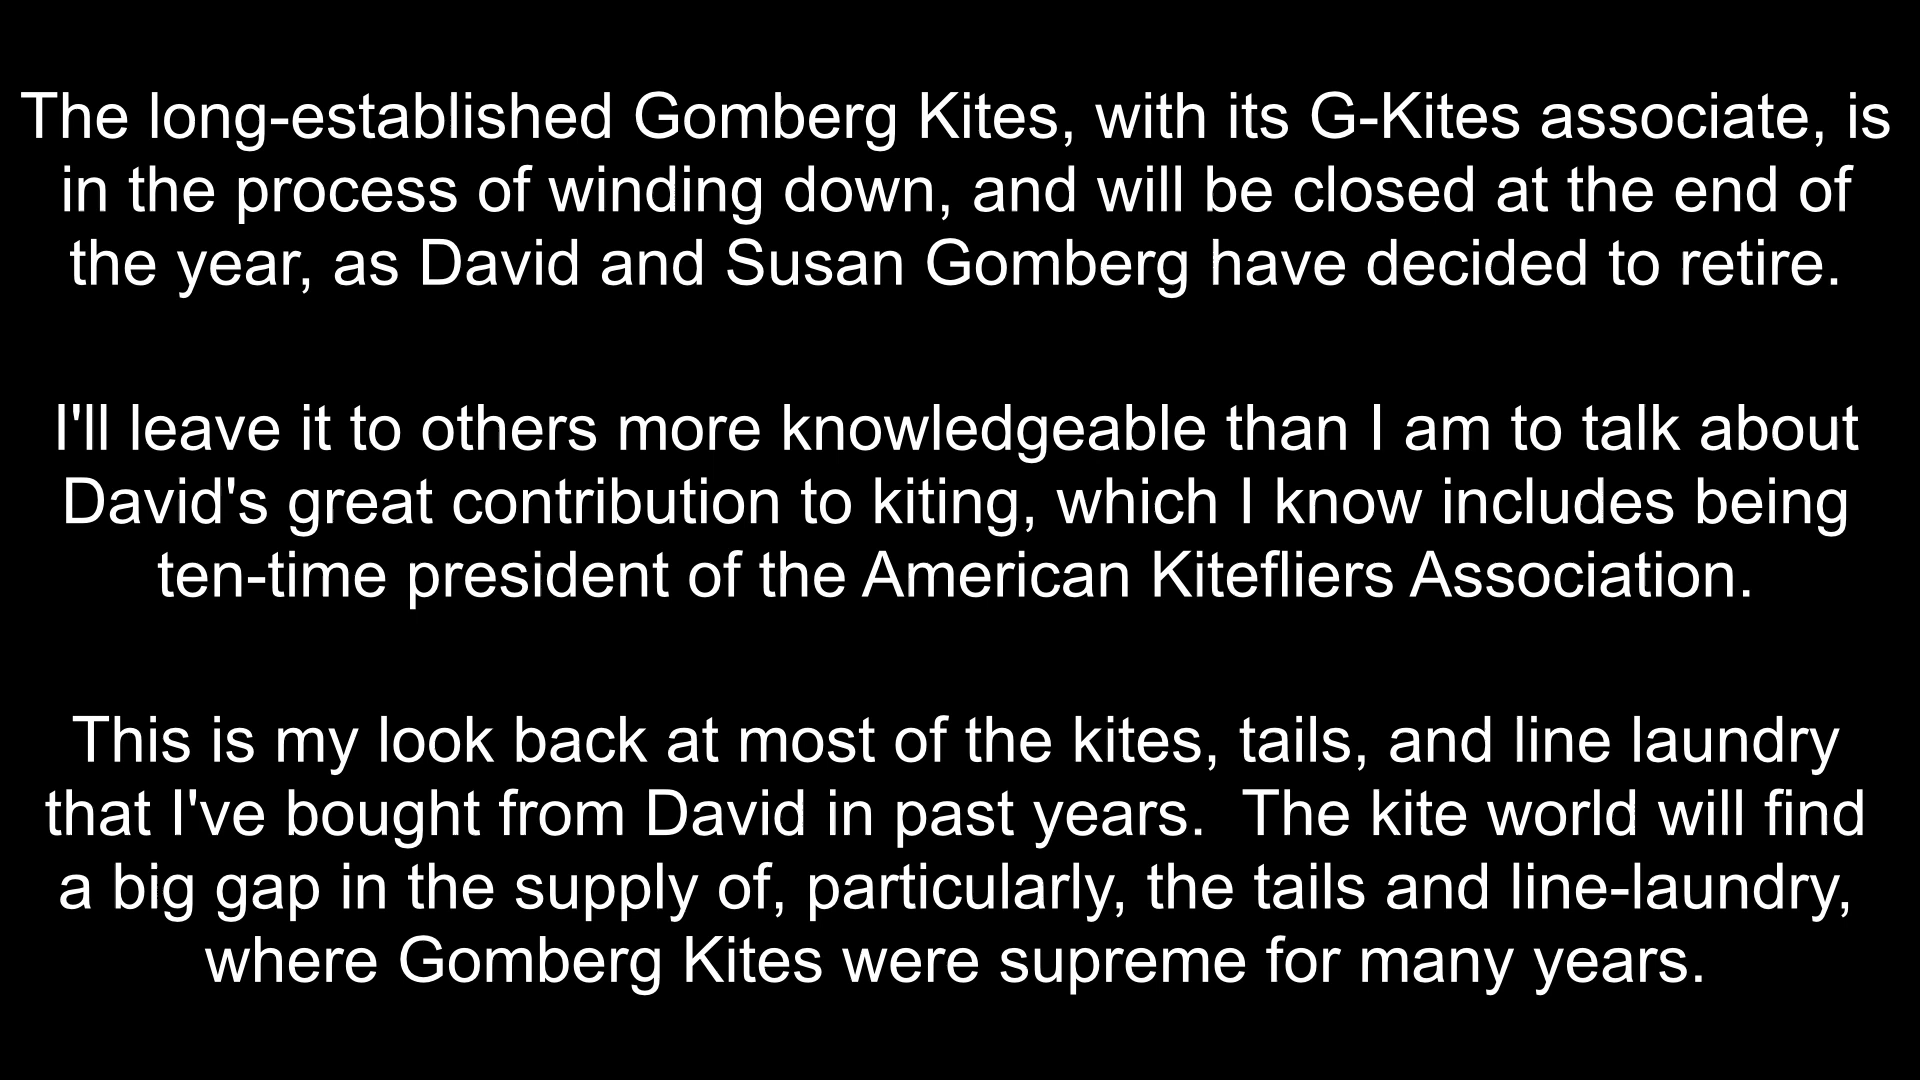 The long-established Gomberg Kites, with its G-Kites associate, is
in the process of winding down, and will be closed at the end of
the year, as David and Susan Gomberg have decided to retire.
I'll leave it to others more knowledgeable than I am to talk about
David's great contribution to kiting, which I know includes being
ten-time president of the American Kitefliers Association.
This is my look back at most of the kites, tails, and line laundry
that I've bought from David in past years.  The kite world will find
a big gap in the supply of, particularly, the tails and line-laundry,
where Gomberg Kites were supreme for many years.